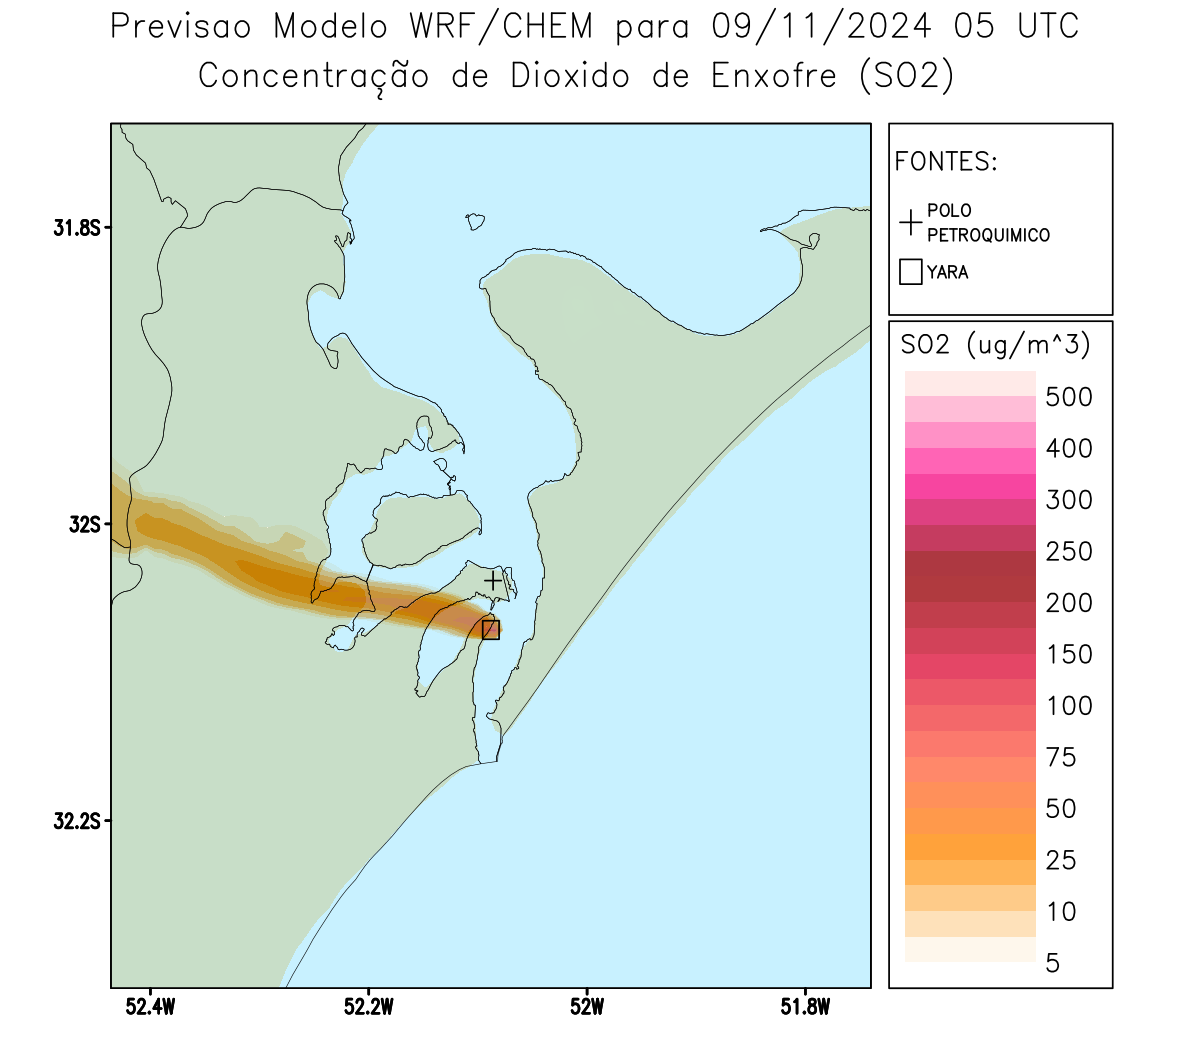 Previsao Modelo WRF/CHEM para 09/11/2024 05 UTC
Concentração de Dioxido de Enxofre (SO2)
FONTES:
POLO
PETROQUIMICO
YARA
SO2 (ug/m^3)
500
400
300
250
200
150
100
75
50
25
10
5
31.8S
32S
32.2S
52.4W
52.2W
52W
51.8W